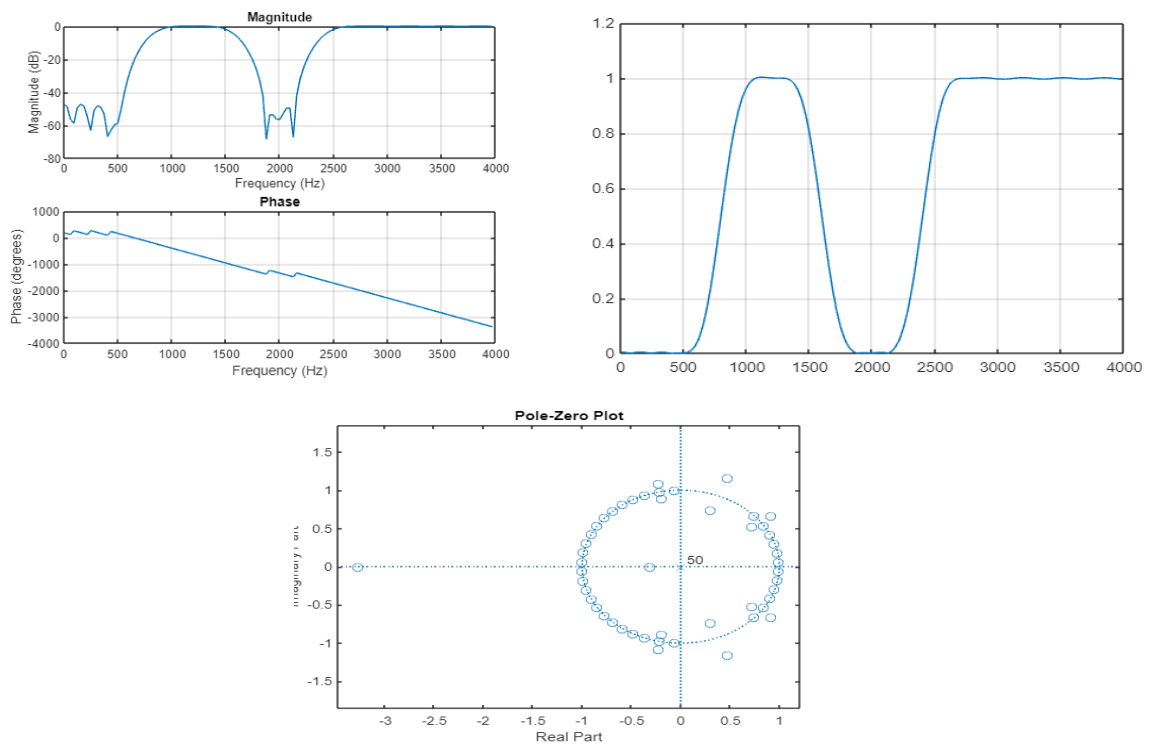 Magnitude
Magnitude (dB)
0
-20
-40
-60
-80
0 500 1000 1500 2000 2500 3000 3500 4000
Frequency (Hz)
Phase
Phase (degrees)
1000
0
-1000
-2000
-3000
-4000
0 500 1000 1500 2000 2500 3000 3500 4000
Frequency (Hz)
1.2
1
0.8
0.6
0.4
0.2
0
0 500 1000 1500 2000 2500 3000 3500 4000
Pole-Zero Plot
1.5
1
0.5
0
-0.5
-1
-1.5
50
-3 -2.5 -2 -1.5 -1 -0.5 0 0.5 1
Real Part